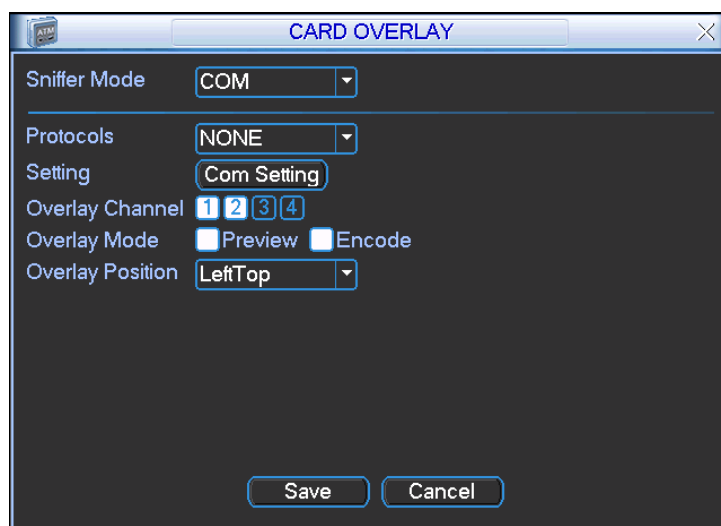 ATM
CARD OVERLAY
Sniffer Mode COM
Protocols NONE
Setting Com Setting
Overlay Channel 1 2 3 4
Overlay Mode Preview Encode
Overlay Position LeftTop
Save Cancel